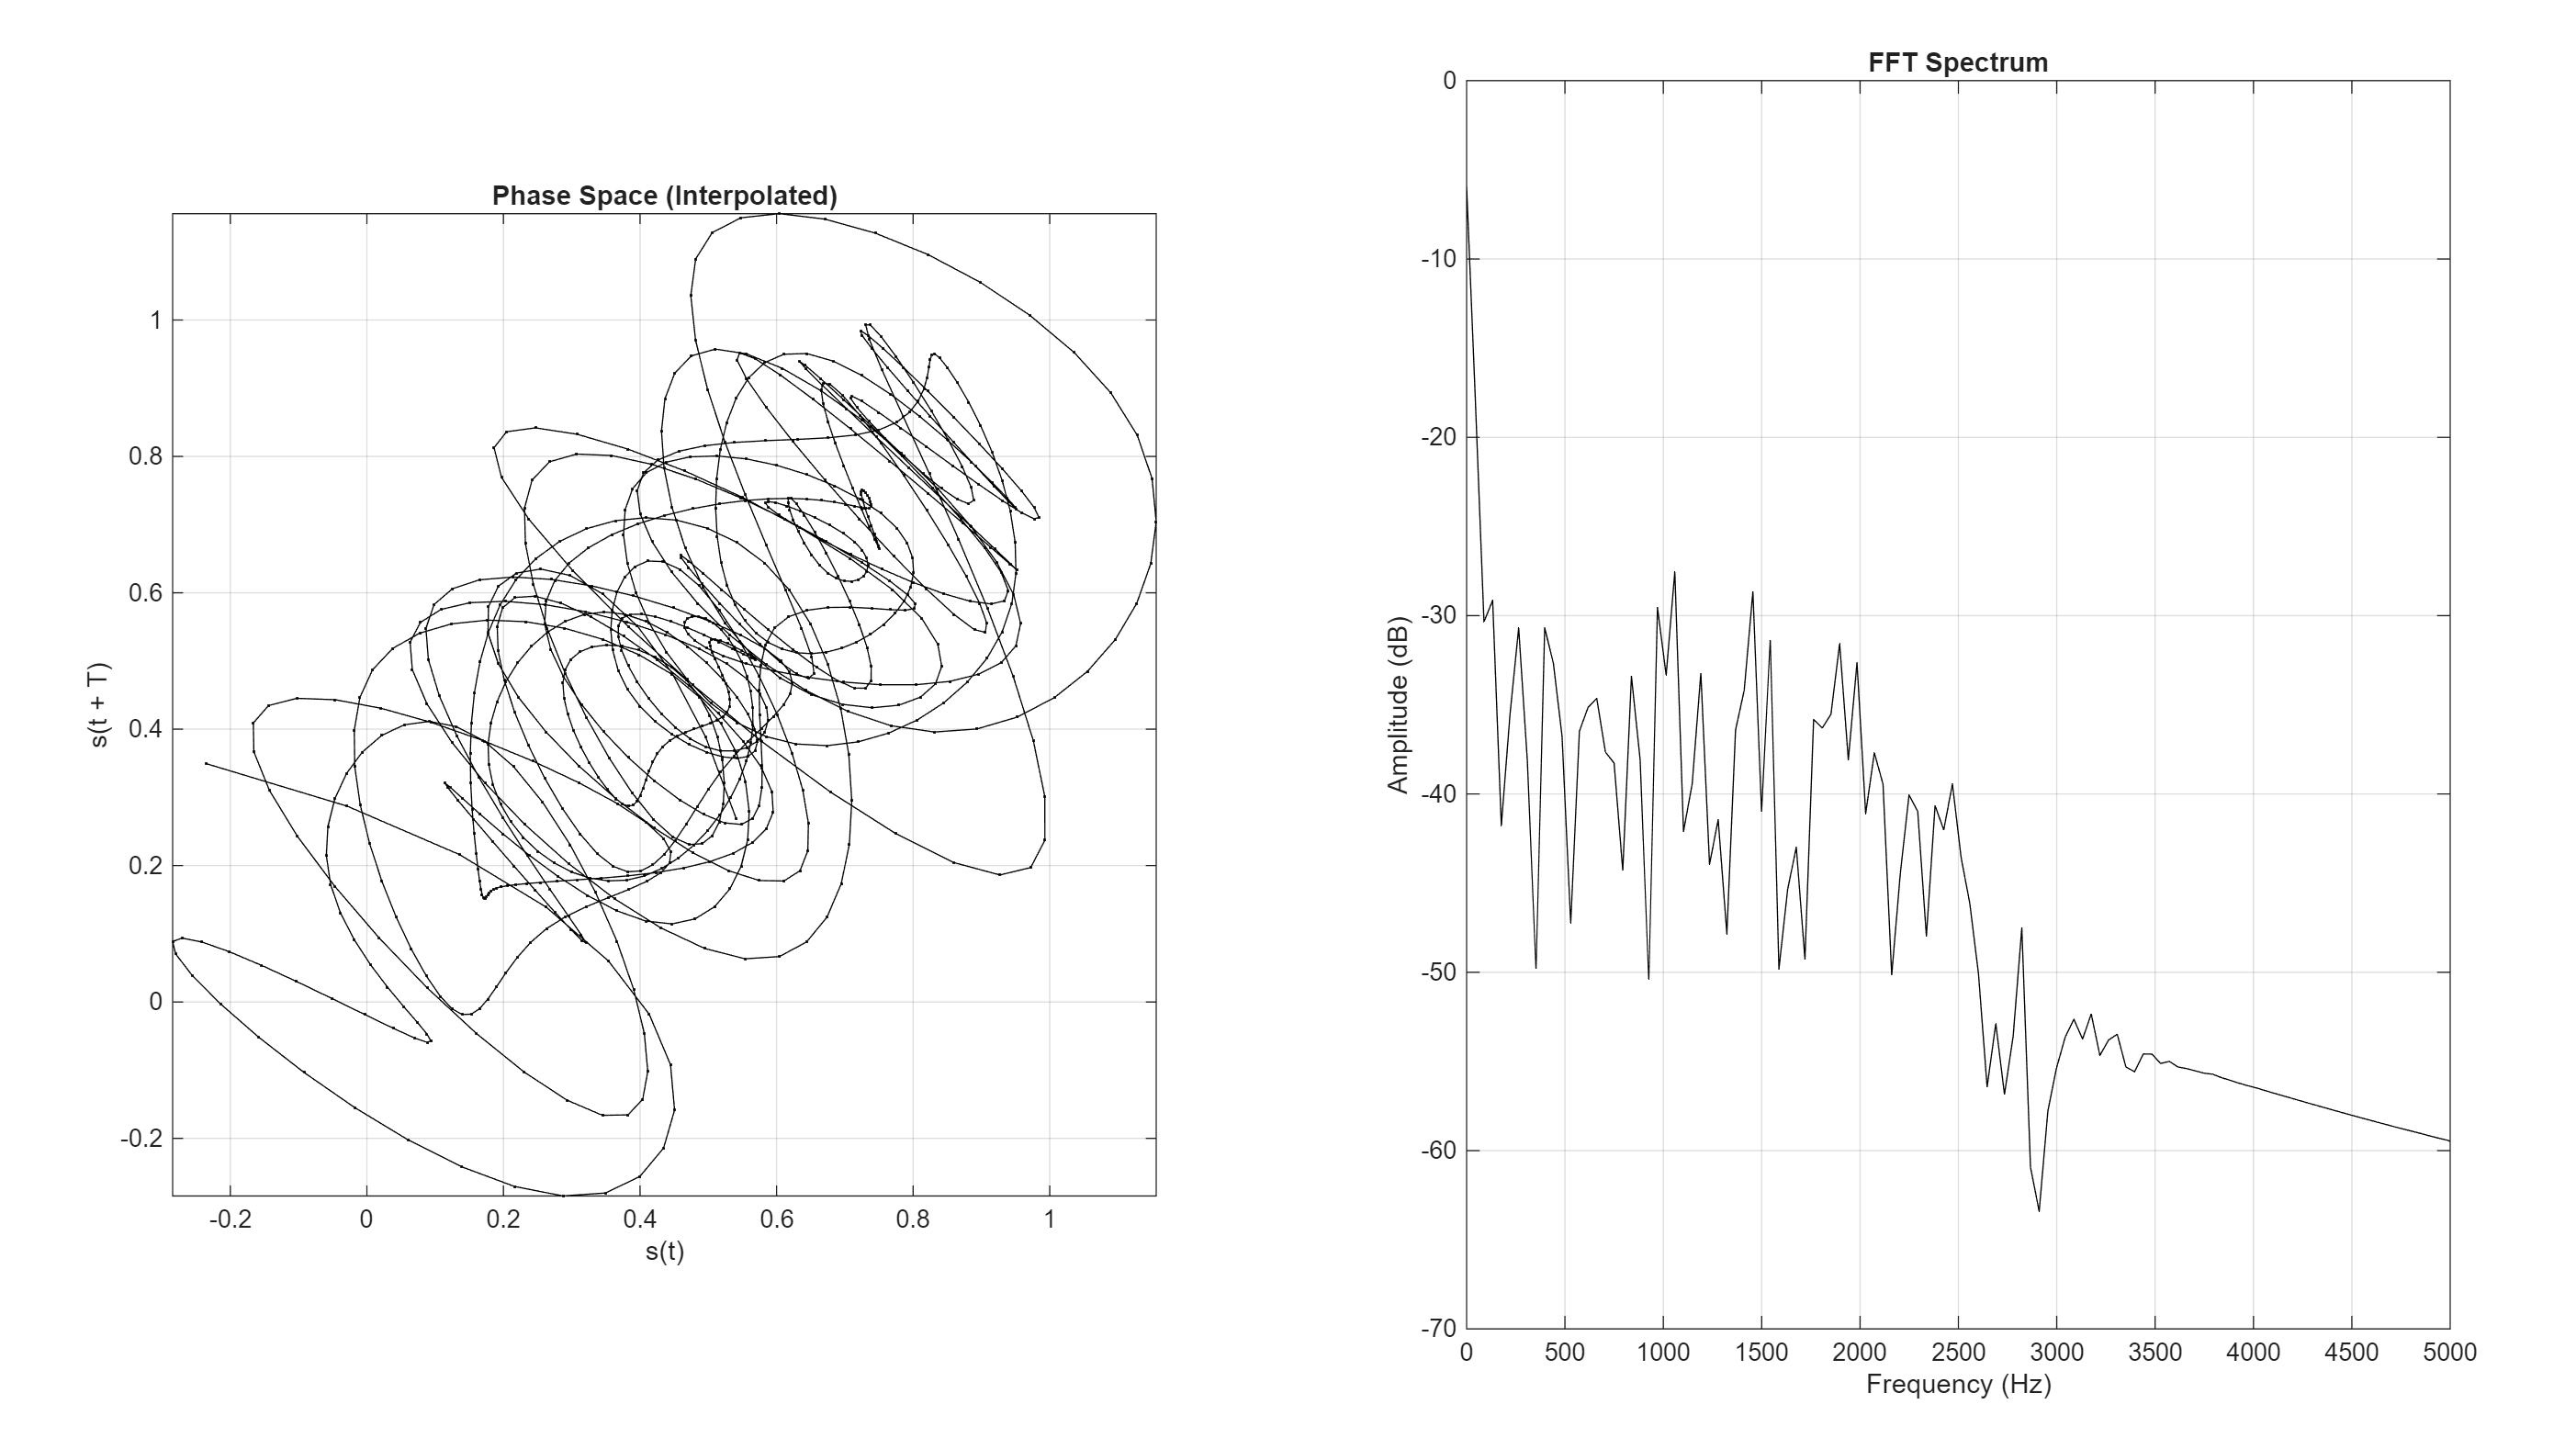 Phase Space (Interpolated)
1
0.8
0.6
0.4
0.2
0
-0.2
s(t + T)
-0.2 0 0.2 0.4 0.6 0.8 1
s(t)
FFT Spectrum
0
-10
-20
-30
-40
-50
-60
-70
Amplitude (dB)
0 500 1000 1500 2000 2500 3000 3500 4000 4500 5000
Frequency (Hz)